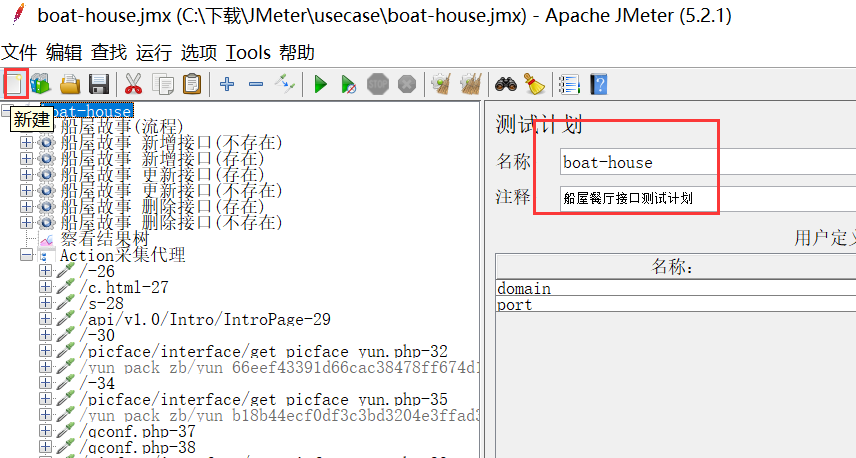 boat-house.jmx (C:\下载\JMeter\usecase\boat-house.jmx) - Apache JMeter (5.2.1)
文件 编辑 查找 运行 选项 Tools 帮助
boat-house
新建
船屋故事(流程)
船屋故事 新增接口(不存在)
船屋故事 新增接口(存在)
船屋故事 更新接口(存在)
船屋故事 更新接口(不存在)
船屋故事 删除接口(存在)
船屋故事 删除接口(不存在)
察看结果树
Action采集代理
/-26
/c.html-27
/s-28
/api/v1.0/Intro/IntroPage-29
/-30
/picface/interface/get_picface_yun.php-32
/yun_pack_zb/yun_66eef43391d66cac38478ff674d1
/-34
/picface/interface/get_picface_yun.php-35
/yun_pack_zb/yun_b18b44ecf0df3c3bd3204e3ffad3
/qconf.php-37
/qconf.php-38
测试计划
名称
boat-house
注释
船屋餐厅接口测试计划
用户定义
名称:
domain
port